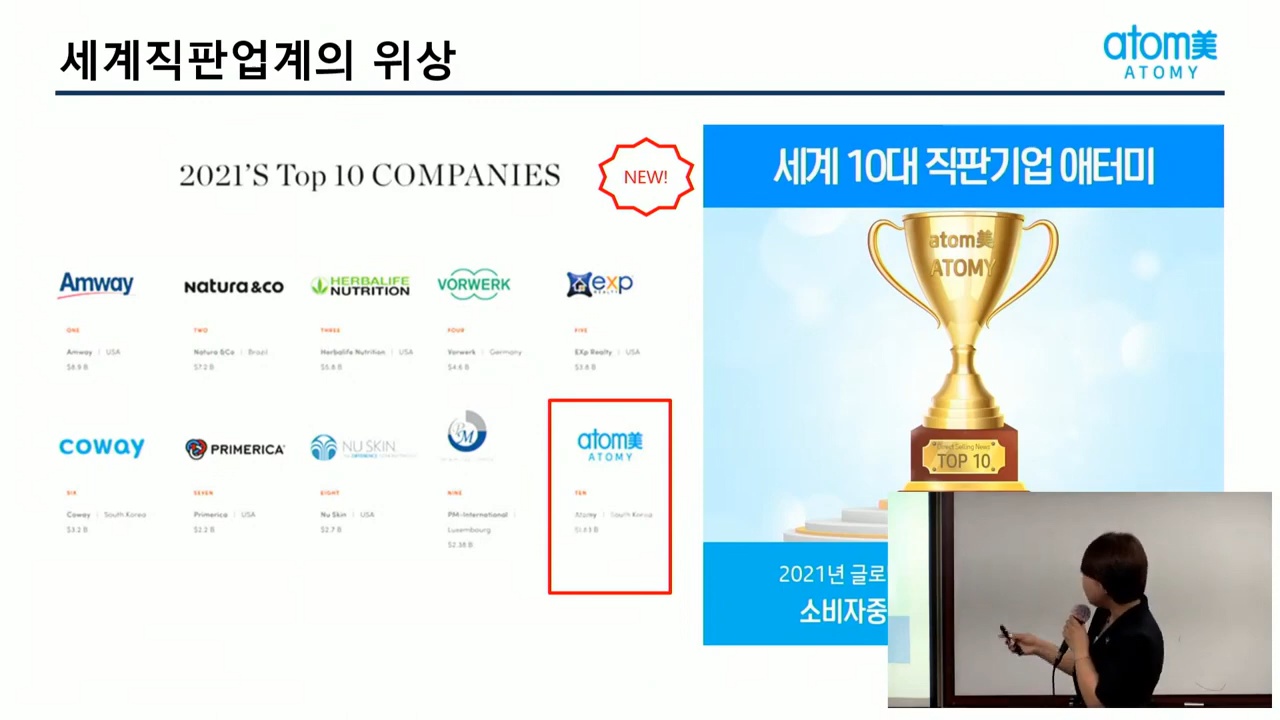 세계직판업계의 위상
atom美
ATOMY
2021'S Top 10 COMPANIES
NEW!
세계 10대 직판기업 애터미
atom美
ATOMY
Direct Selling News
TOP 10
2021년 글로
소비자중
Amway
natura &co
HERBALIFE
NUTRITION
VORWERK
exp
REALTY
ONE
TWO
THREE
FOUR
FIVE
Amway | USA
Natura &Co | Brazil
Herbalife Nutrition | USA
Vorwerk | Germany
EXp Realty | USA
$8.9 B
$7.2 B
$5.8 B
$4.6 B
$3.8 B
coway
PRIMERICA
NU SKIN
PM
atom美
ATOMY
SIX
SEVEN
EIGHT
NINE
TEN
Coway | South Korea
Primerica | USA
Nu Skin | USA
PM-International |
Luxembourg
Atomy | South Korea
$3.2 B
$2.2 B
$2.7 B